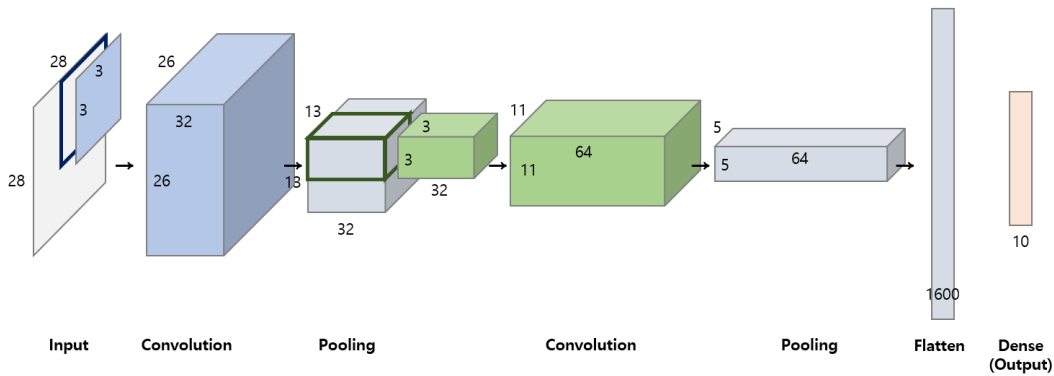 28
3
3
28
26
32
26
13
13
32
3
3
32
11
64
11
5
5
64
1600
10
Input
Convolution
Pooling
Convolution
Pooling
Flatten
Dense
(Output)